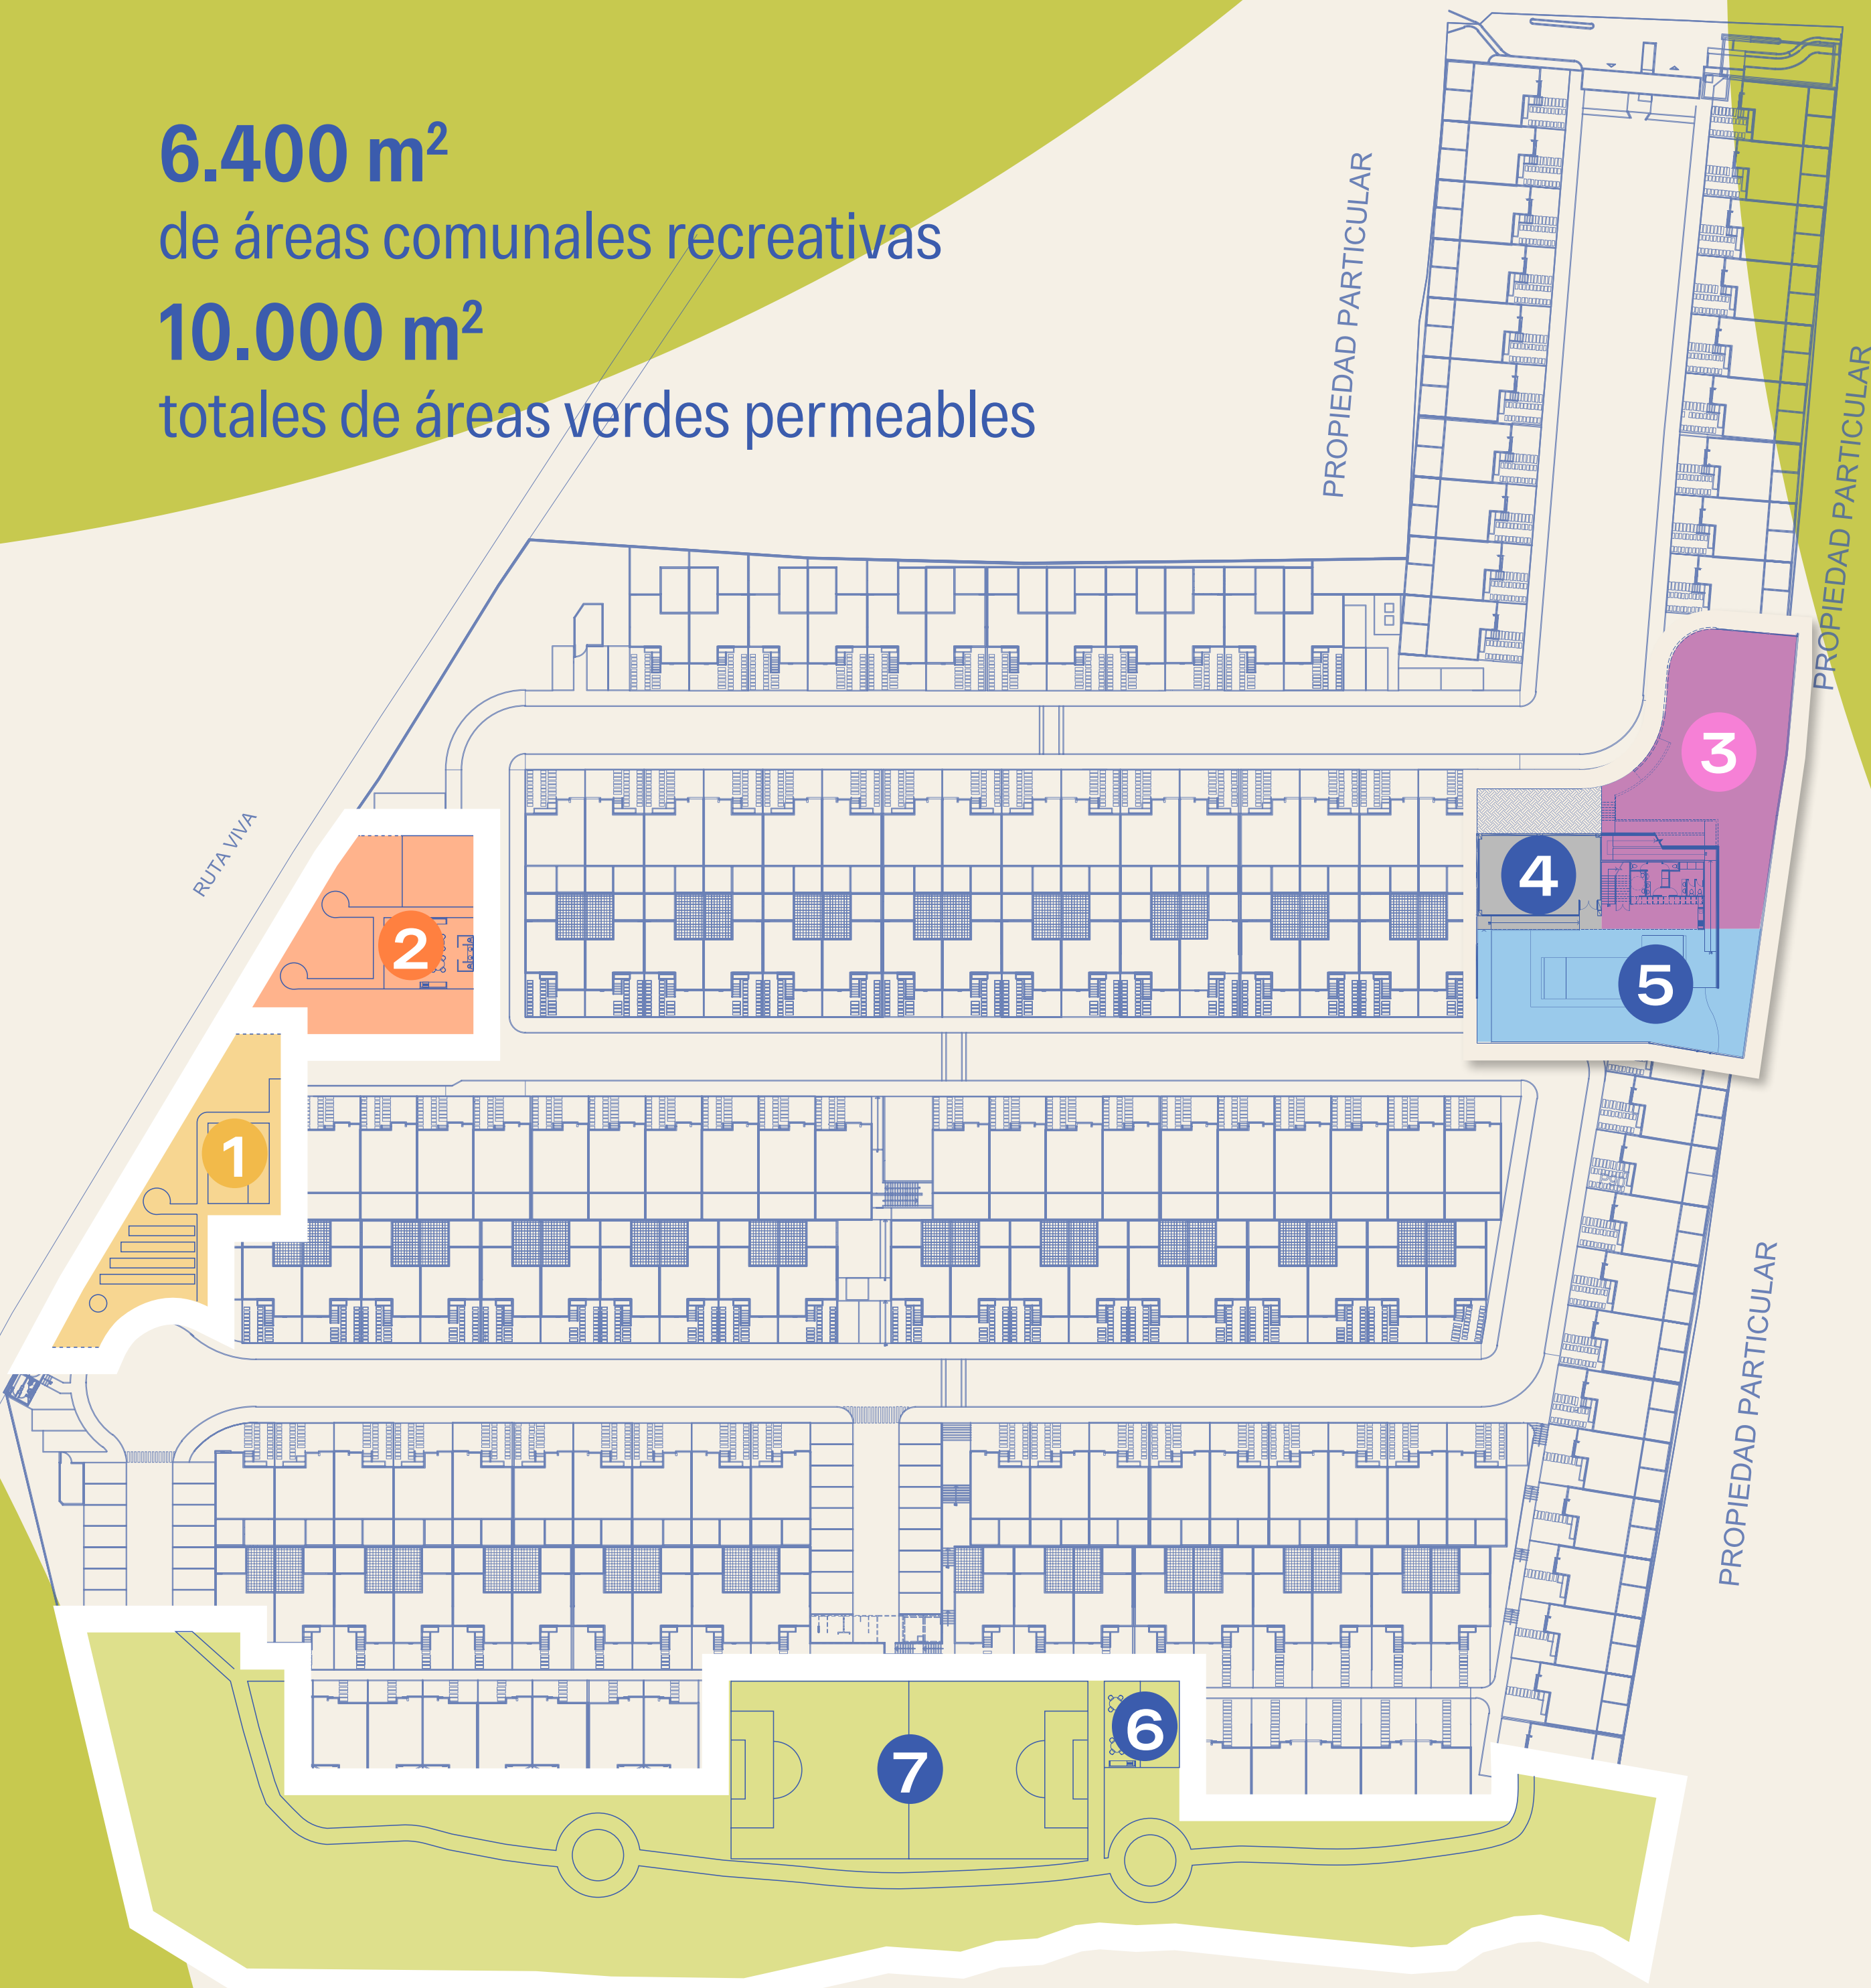 6.400 m²
de áreas comunales recreativas
10.000 m²
totales de áreas verdes permeables
PROPIEDAD PARTICULAR
PROPIEDAD PARTICULAR
3
RUTA VIVA
4
2
5
1
PROPIEDAD PARTICULAR
6
7